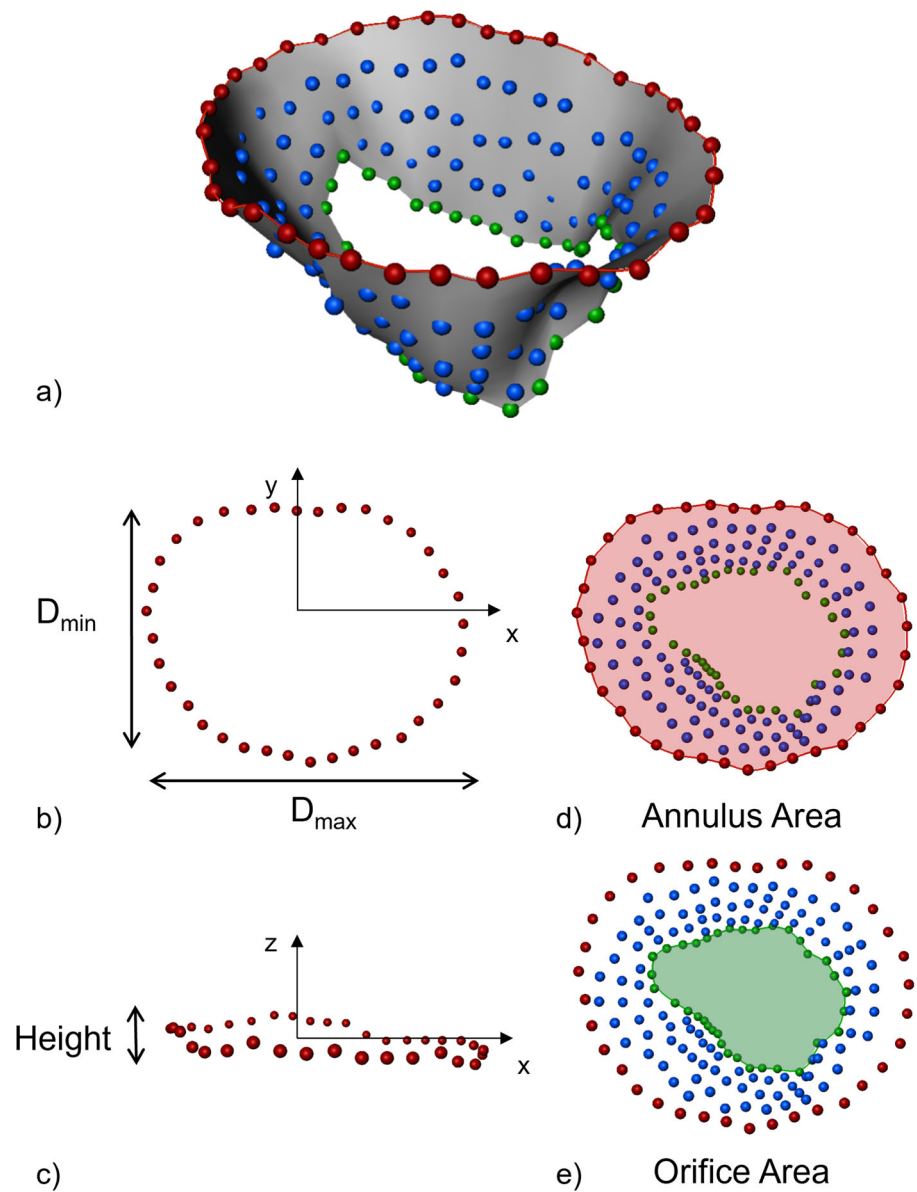 a)
y
D_min
x
b)
D_max
d)
Annulus Area
z
Height
x
c)
e)
Orifice Area